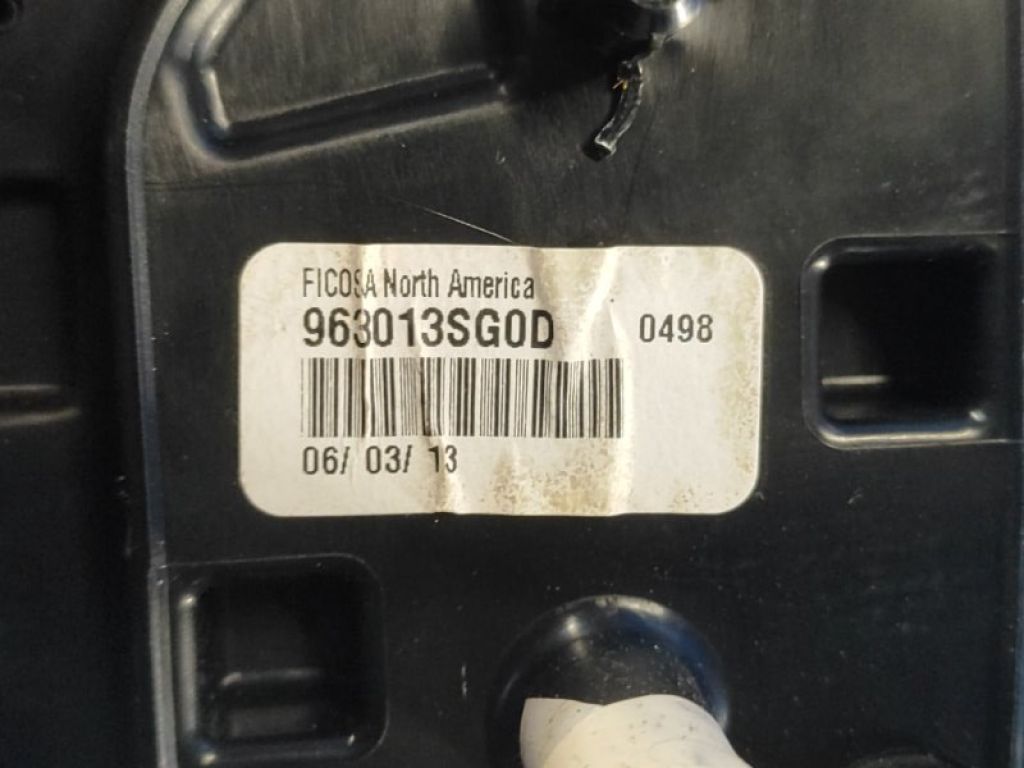 FICOSA North America
963013SG0D 0498
06/ 03/ 13